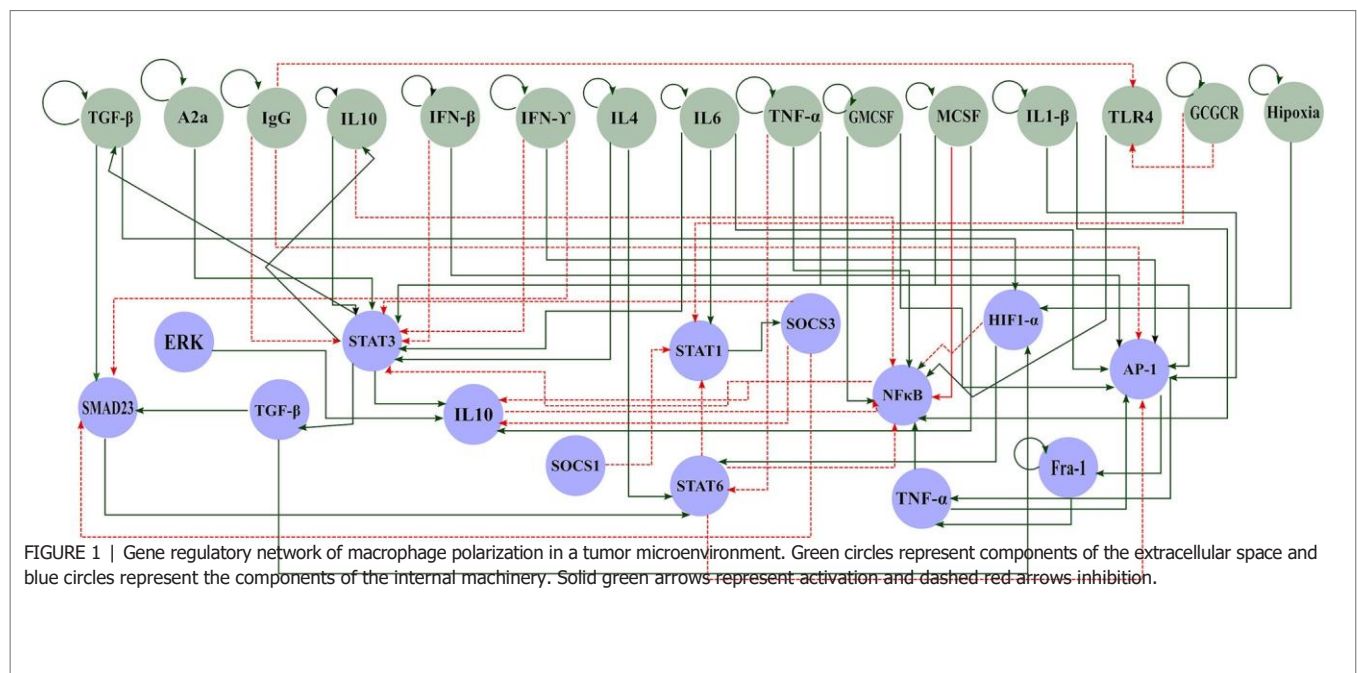 TGF-β
A2a
IgG
IL10
IFN-β
IFN-ϒ
IL4
IL6
TNF-α
GMCSF
MCSF
IL1-β
TLR4
GCGCR
Hipoxia
ERK
STAT3
STAT1
SOCS3
HIF1-α
AP-1
NFκB
SMAD23
TGF-β
IL10
SOCS1
STAT6
TNF-α
Fra-1
FIGURE 1 | Gene regulatory network of macrophage polarization in a tumor microenvironment. Green circles represent components of the extracellular space and
blue circles represent the components of the internal machinery. Solid green arrows represent activation and dashed red arrows inhibition.